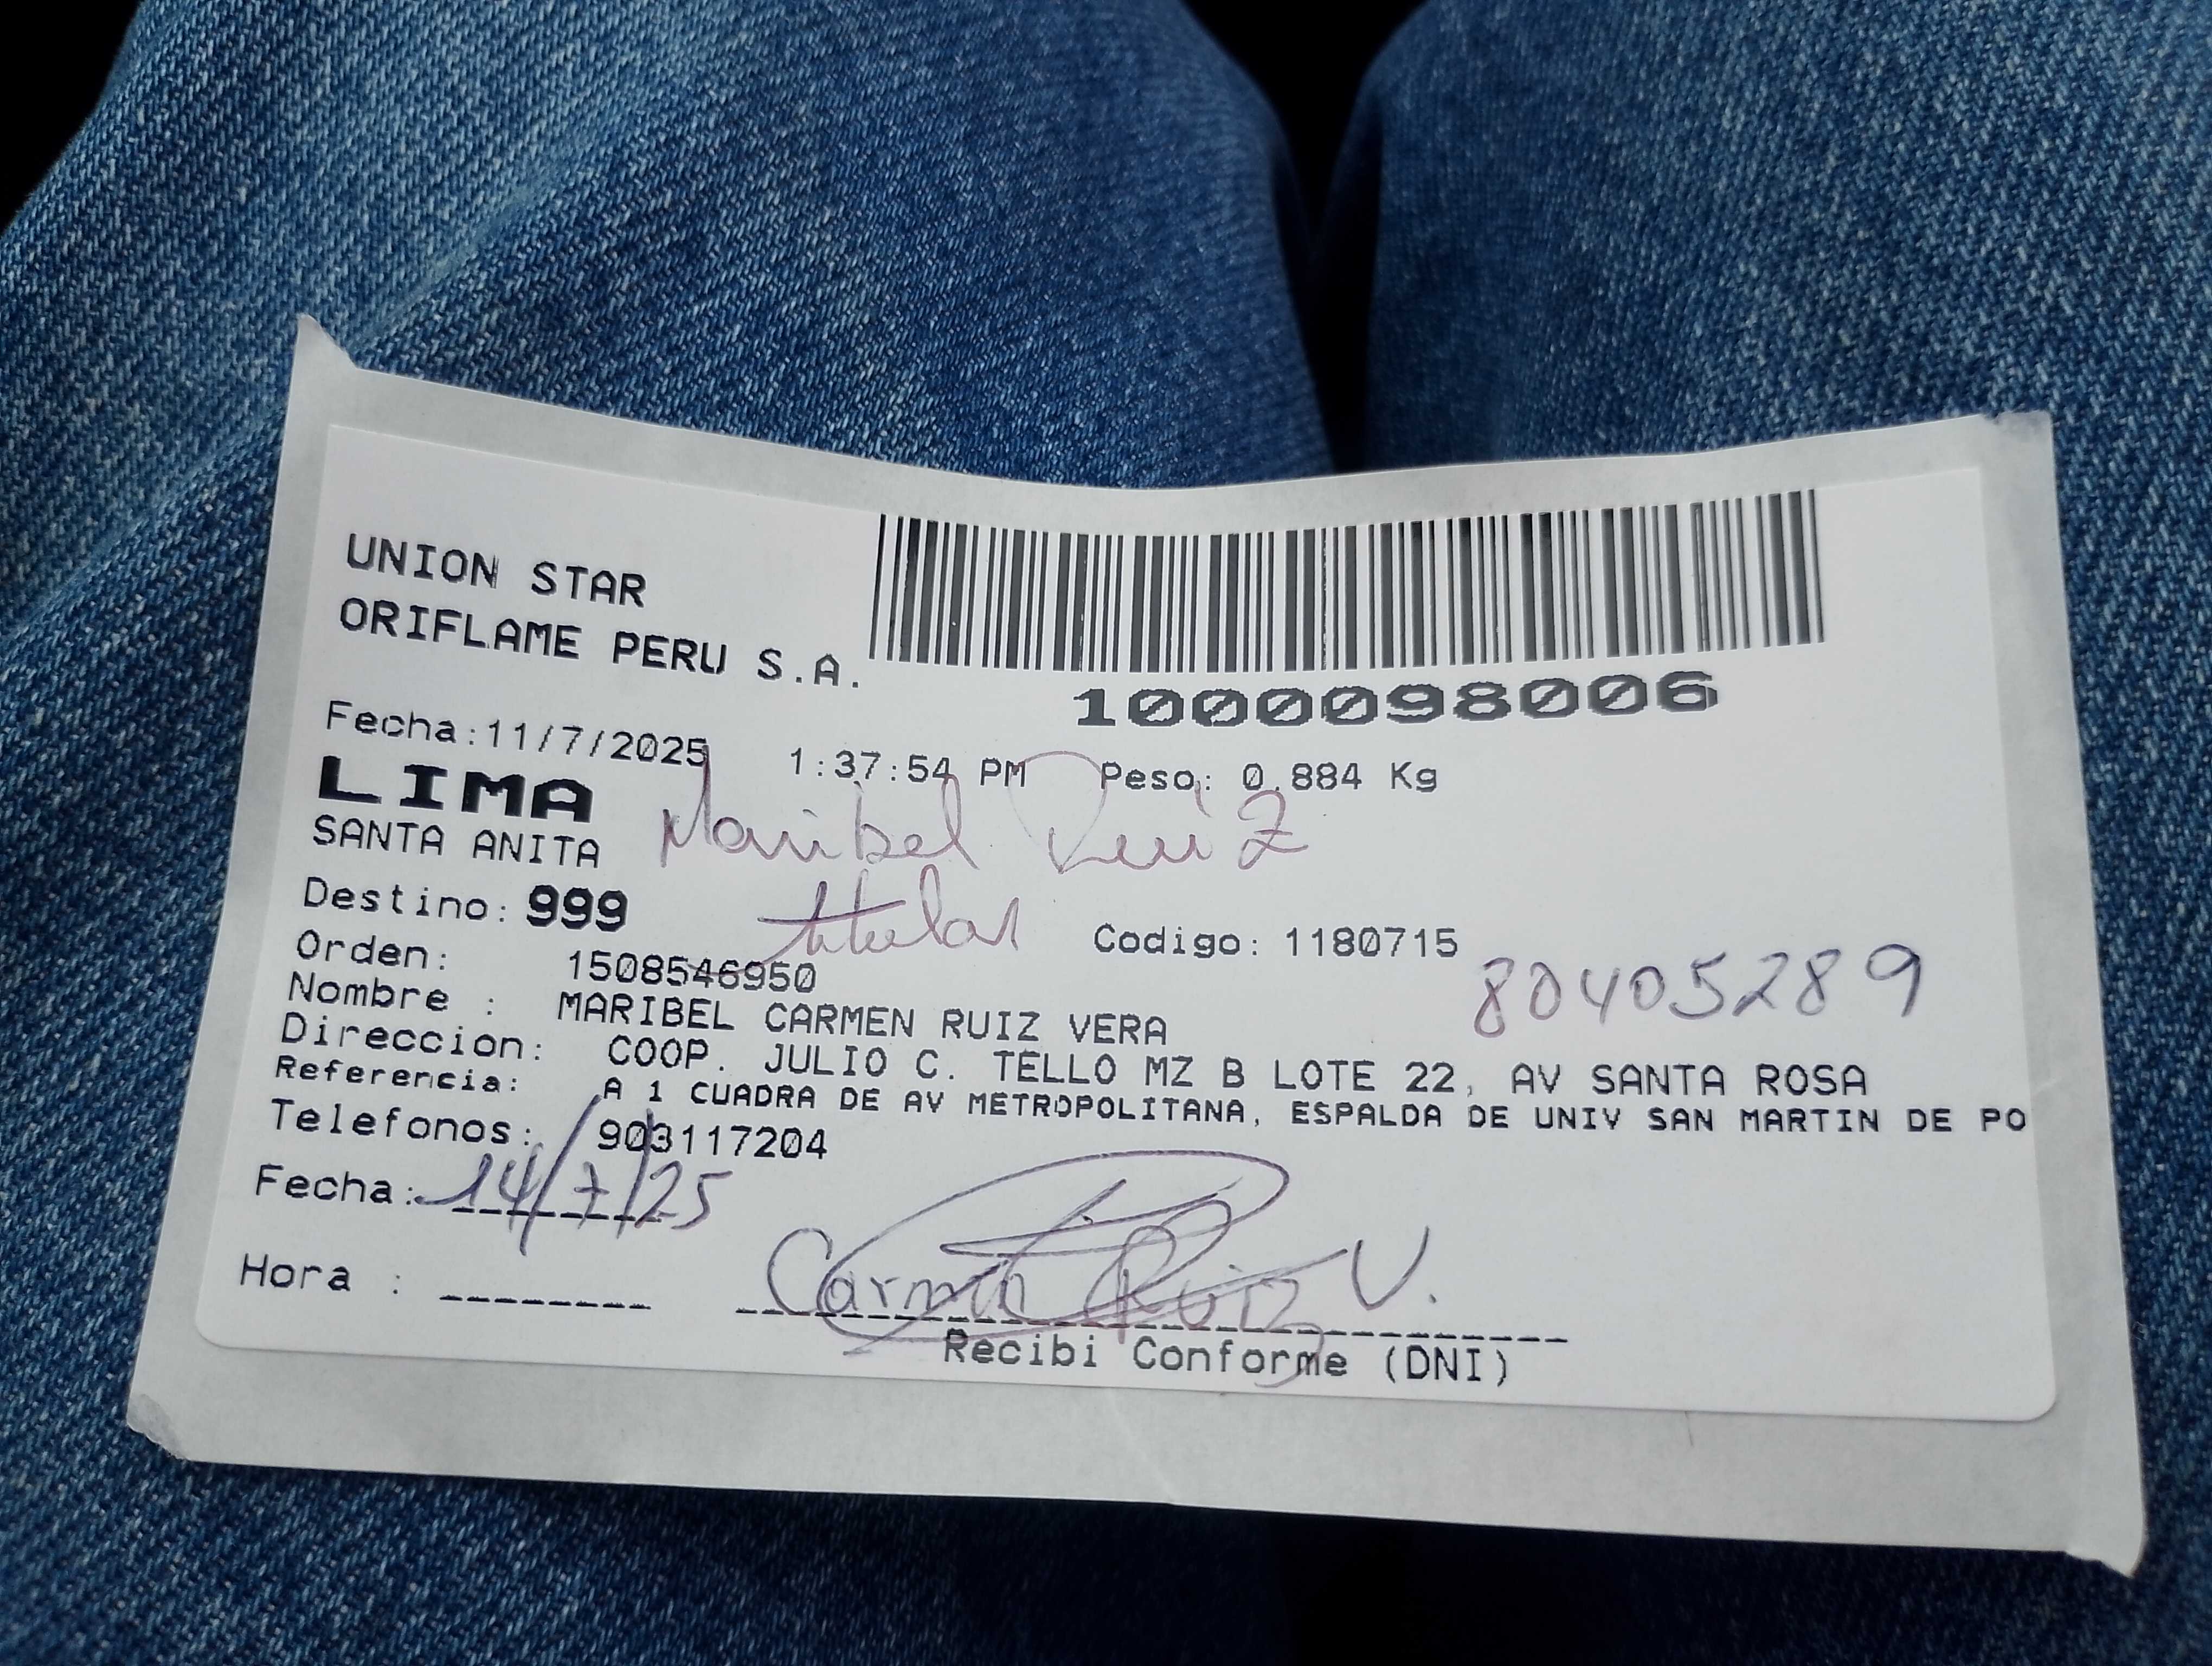 UNION STAR
ORIFLAME PERU S.A.
1000098006
Fecha:11/7/2025 1:37:54 PM Peso: 0.884 Kg
LIMA
SANTA ANITA
Maribel Ruiz
titular
Destino: 999
Codigo: 1180715
Orden: 1508546950
80405289
Nombre : MARIBEL CARMEN RUIZ VERA
Direccion: COOP. JULIO C. TELLO MZ B LOTE 22, AV SANTA ROSA
Referencia: A 1 CUADRA DE AV METROPOLITANA, ESPALDA DE UNIV SAN MARTIN DE PO
Telefonos: 903117204
Fecha: 14/7/25
Hora : --------
Carmen Ruiz V.
Recibi Conforme (DNI)